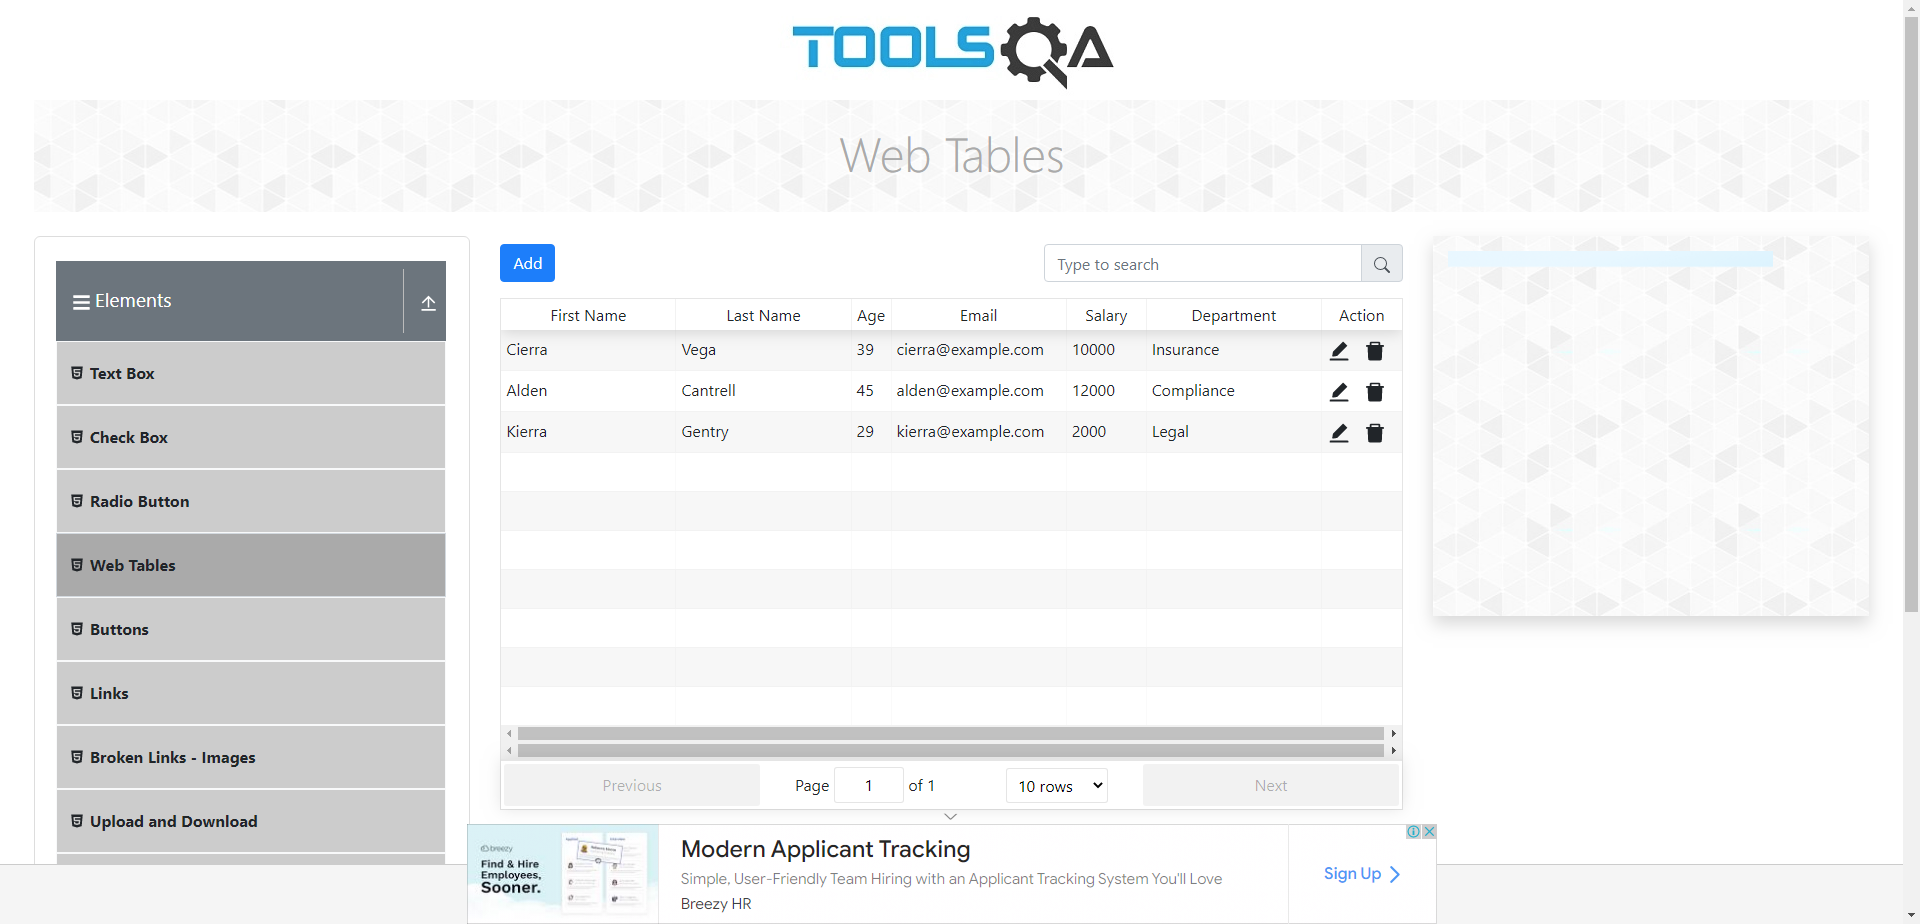 TOOLSQA
Web Tables
Elements
Text Box
Check Box
Radio Button
Web Tables
Buttons
Links
Broken Links - Images
Upload and Download
Add
Type to search
First Name Last Name Age Email Salary Department Action
Cierra Vega 39 cierra@example.com 10000 Insurance
Alden Cantrell 45 alden@example.com 12000 Compliance
Kierra Gentry 29 kierra@example.com 2000 Legal
Previous Page 1 of 1 10 rows Next
breezy
Find & Hire
Employees,
Sooner.
Modern Applicant Tracking
Simple, User-Friendly Team Hiring with an Applicant Tracking System You'll Love
Breezy HR
Sign Up